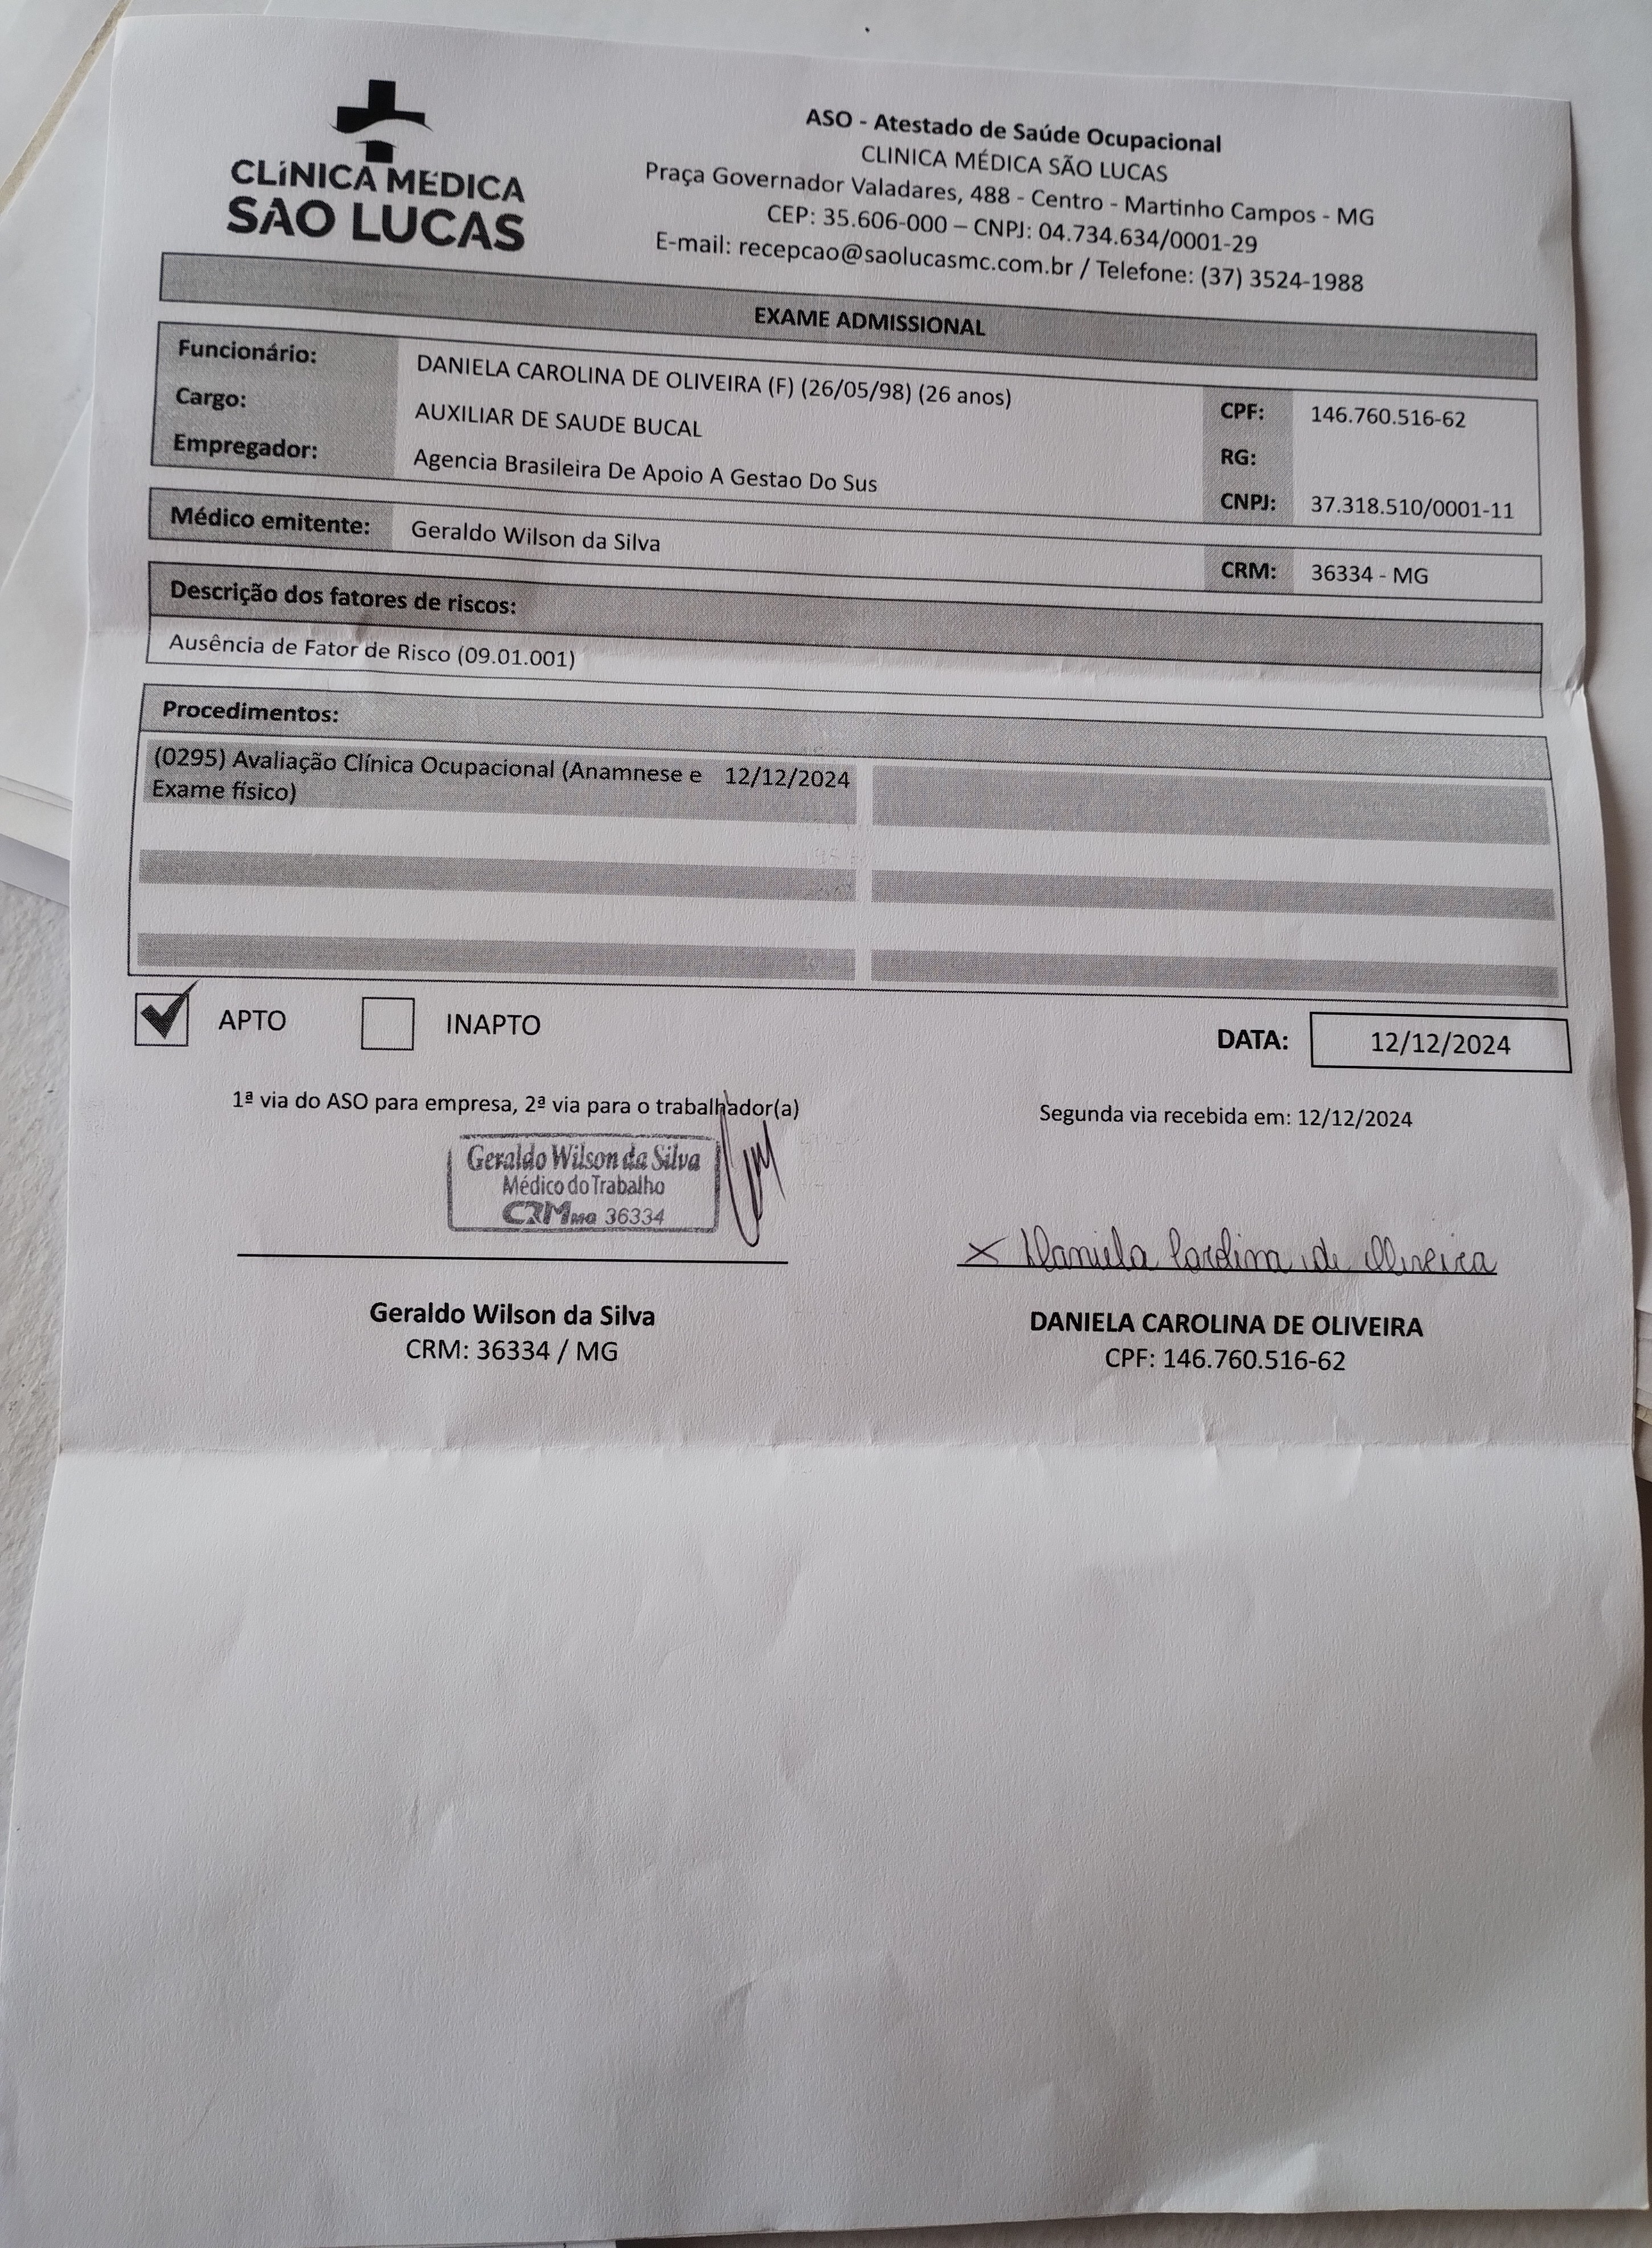 CLÍNICA MÉDICA
SÃO LUCAS
ASO - Atestado de Saúde Ocupacional
CLINICA MÉDICA SÃO LUCAS
Praça Governador Valadares, 488 - Centro - Martinho Campos - MG
CEP: 35.606-000 – CNPJ: 04.734.634/0001-29
E-mail: recepcao@saolucasmc.com.br / Telefone: (37) 3524-1988
EXAME ADMISSIONAL
Funcionário: DANIELA CAROLINA DE OLIVEIRA (F) (26/05/98) (26 anos) CPF: 146.760.516-62
Cargo: AUXILIAR DE SAUDE BUCAL RG:
Empregador: Agencia Brasileira De Apoio A Gestao Do Sus CNPJ: 37.318.510/0001-11
Médico emitente: Geraldo Wilson da Silva CRM: 36334 - MG
Descrição dos fatores de riscos:
Ausência de Fator de Risco (09.01.001)
Procedimentos:
(0295) Avaliação Clínica Ocupacional (Anamnese e 12/12/2024
Exame físico)
APTO INAPTO DATA: 12/12/2024
1ª via do ASO para empresa, 2ª via para o trabalhador(a)
Segunda via recebida em: 12/12/2024
Geraldo Wilson da Silva
Médico do Trabalho
CRM MG 36334
X Daniela Carolina de Oliveira
Geraldo Wilson da Silva
CRM: 36334 / MG
DANIELA CAROLINA DE OLIVEIRA
CPF: 146.760.516-62